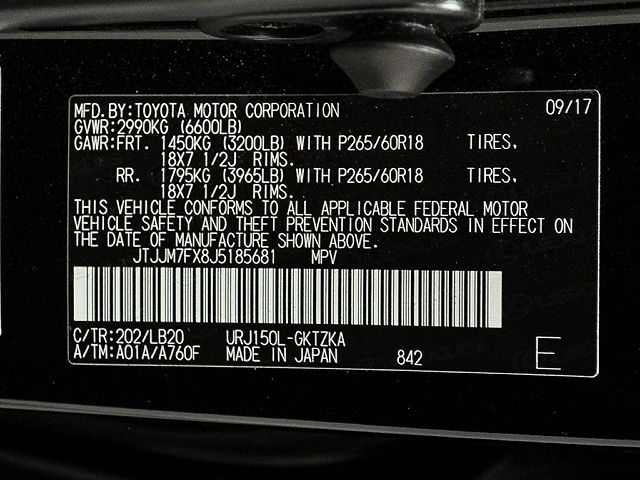 MFD.BY:TOYOTA MOTOR CORPORATION 09/17
GVWR:2990KG (6600LB)
GAWR:FRT. 1450KG (3200LB) WITH P265/60R18 TIRES,
18X7 1/2J RIMS.
RR. 1795KG (3965LB) WITH P265/60R18 TIRES,
18X7 1/2J RIMS.
THIS VEHICLE CONFORMS TO ALL APPLICABLE FEDERAL MOTOR
VEHICLE SAFETY AND THEFT PREVENTION STANDARDS IN EFFECT ON
THE DATE OF MANUFACTURE SHOWN ABOVE.
JTJJM7FX8J5185681 MPV
C/TR:202/LB20 URJ150L-GKTZKA
A/TM:A01A/A760F MADE IN JAPAN 842 E